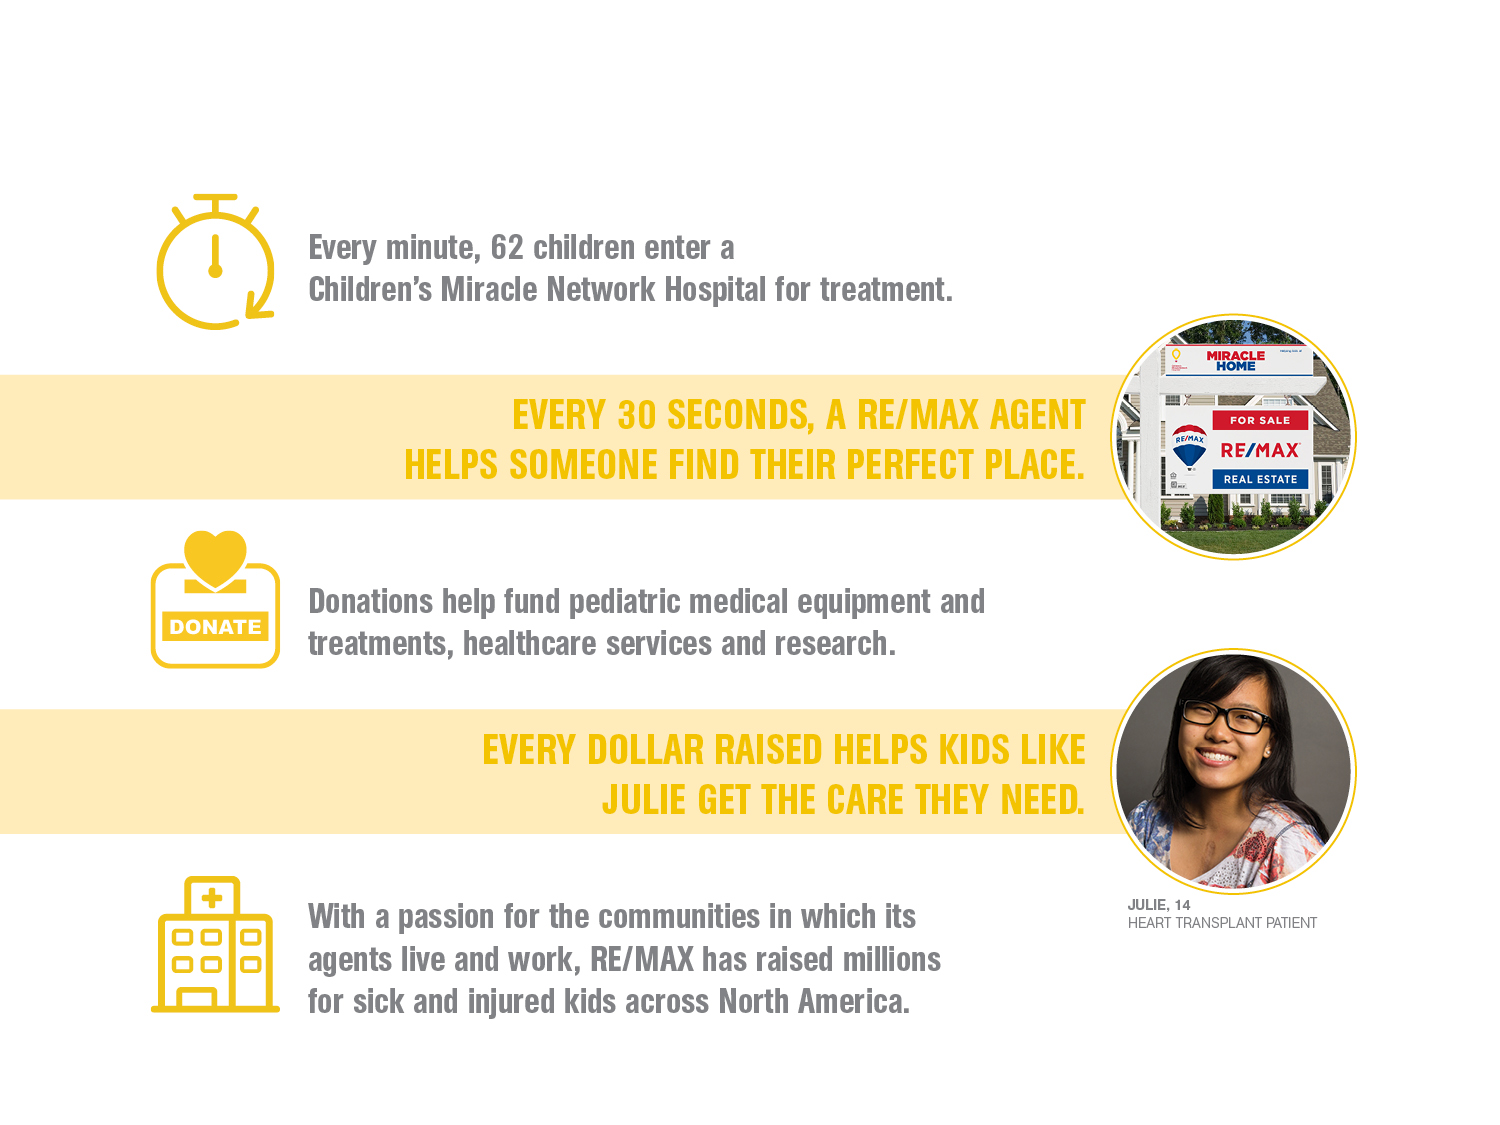 Every minute, 62 children enter a
Children’s Miracle Network Hospital for treatment.
MIRACLE
HOME
FOR SALE
RE/MAX
RE/MAX
REAL ESTATE
EVERY 30 SECONDS, A RE/MAX AGENT
HELPS SOMEONE FIND THEIR PERFECT PLACE.
DONATE
Donations help fund pediatric medical equipment and
treatments, healthcare services and research.
EVERY DOLLAR RAISED HELPS KIDS LIKE
JULIE GET THE CARE THEY NEED.
JULIE, 14
HEART TRANSPLANT PATIENT
With a passion for the communities in which its
agents live and work, RE/MAX has raised millions
for sick and injured kids across North America.